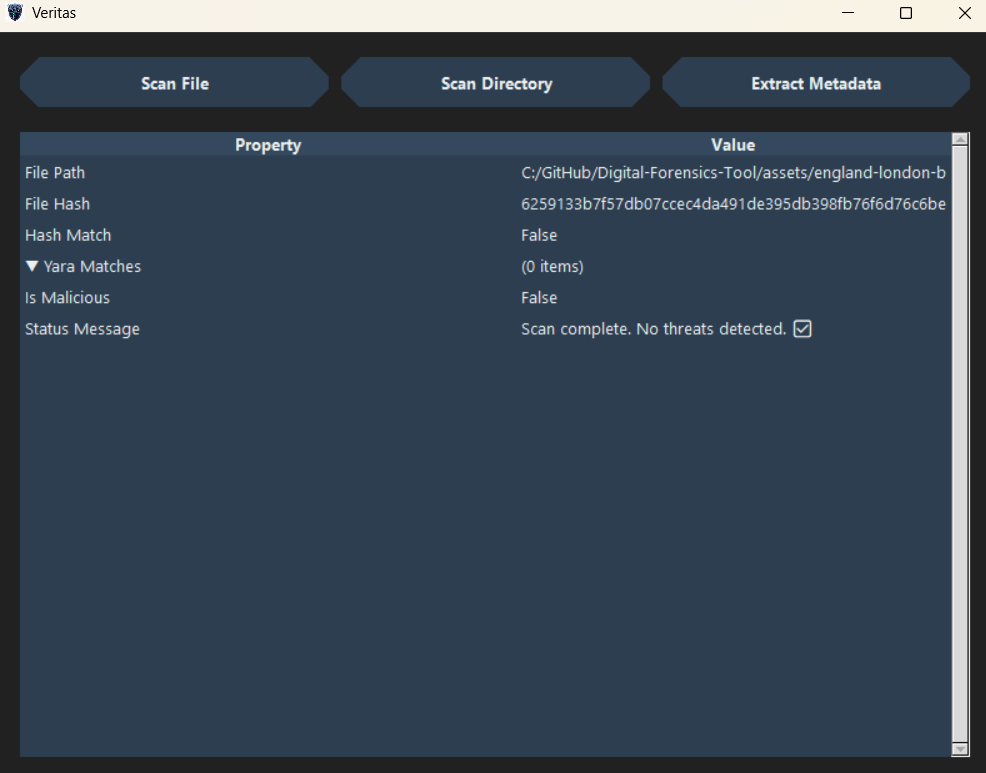 Veritas
Scan File Scan Directory Extract Metadata
Property Value
File Path C:/GitHub/Digital-Forensics-Tool/assets/england-london-b
File Hash 6259133b7f57db07ccec4da491de395db398fb76f6d76c6be
Hash Match False
▼ Yara Matches (0 items)
Is Malicious False
Status Message Scan complete. No threats detected. ☑